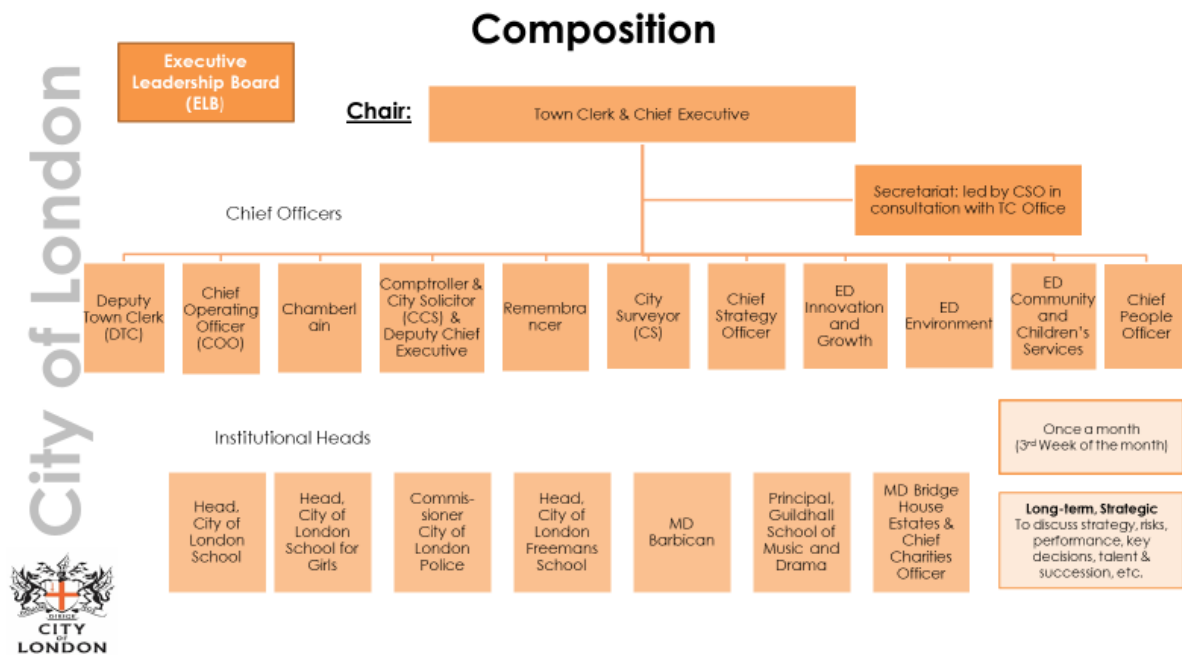 Composition
Executive
Leadership Board
(ELB)
Chair:
Town Clerk & Chief Executive
Secretariat: led by CSO in
consultation with TC Office
Chief Officers
Deputy
Town Clerk
(DTC)
Chief
Operating
Officer
(COO)
Chamberl
ain
Comptroller &
City Solicitor
(CCS) &
Deputy Chief
Executive
Remembra
ncer
City
Surveyor
(CS)
Chief
Strategy
Officer
ED
Innovation
and
Growth
ED
Environment
ED
Community
and
Children's
Services
Chief
People
Officer
Institutional Heads
Head,
City of
London
School
Head,
City of
London
School for
Girls
Commis-
sioner
City of
London
Police
Head, City
of London
Freemans
School
MD
Barbican
Principal,
Guildhall
School of
Music and
Drama
MD Bridge
House
Estates &
Chief
Charities
Officer
Once a month
(3rd Week of the month)
Long-term, Strategic
To discuss strategy, risks,
performance, key
decisions, talent &
succession, etc.
City of London
CITY
OF
LONDON